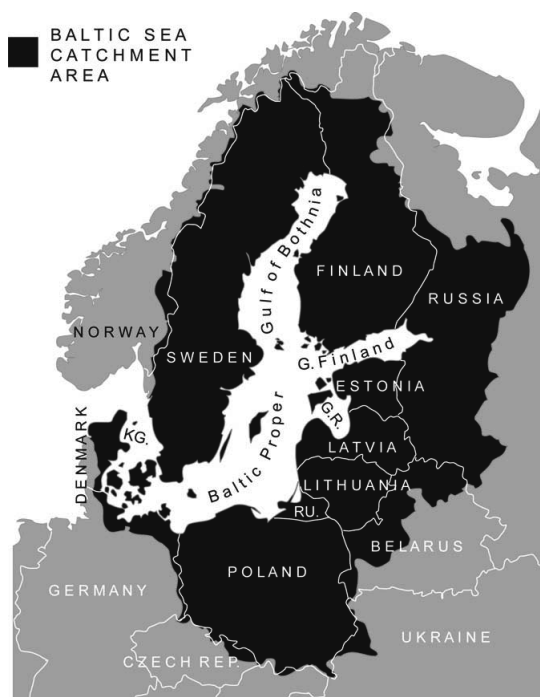 BALTIC SEA
CATCHMENT
AREA
Gulf of Bothnia
FINLAND
RUSSIA
NORWAY
SWEDEN
G. Finland
ESTONIA
G.R.
KG.
DENMARK
Baltic Proper
LATVIA
LITHUANIA
RU.
BELARUS
POLAND
GERMANY
UKRAINE
CZECH REP.